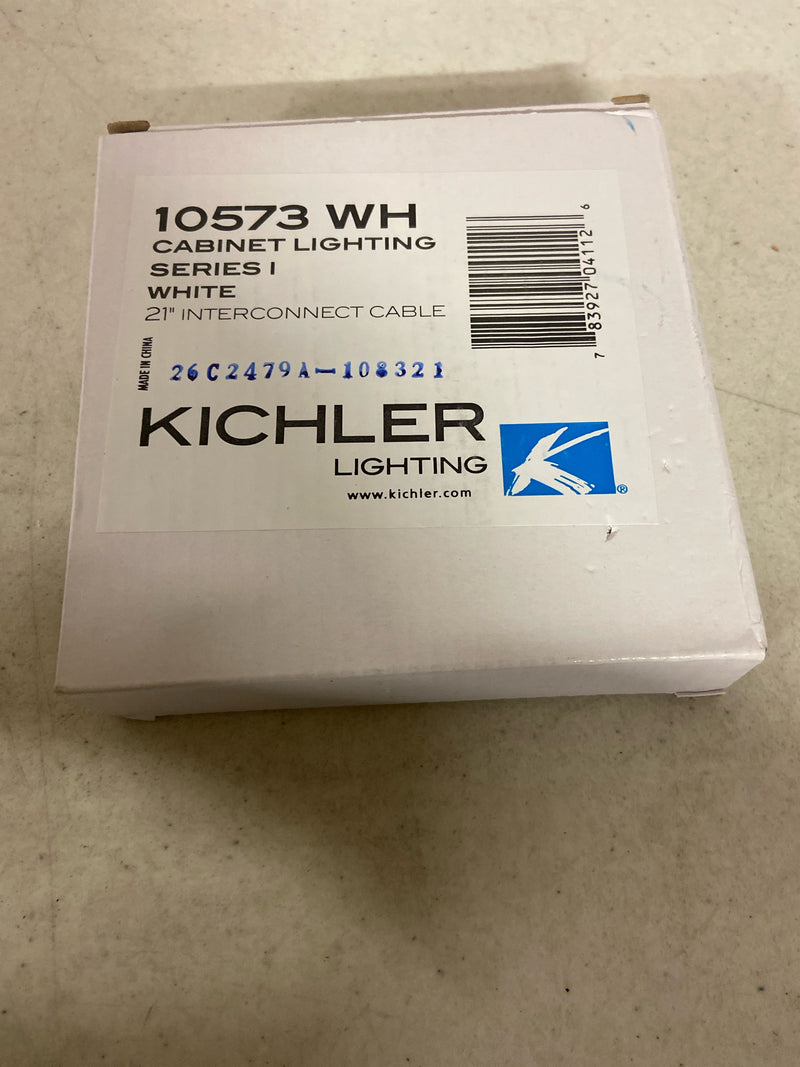 10573 WH
CABINET LIGHTING
SERIES I
WHITE
21" INTERCONNECT CABLE
7 83927 04112 6
MADE IN CHINA
26C2479A-108321
KICHLER
LIGHTING
www.kichler.com
®